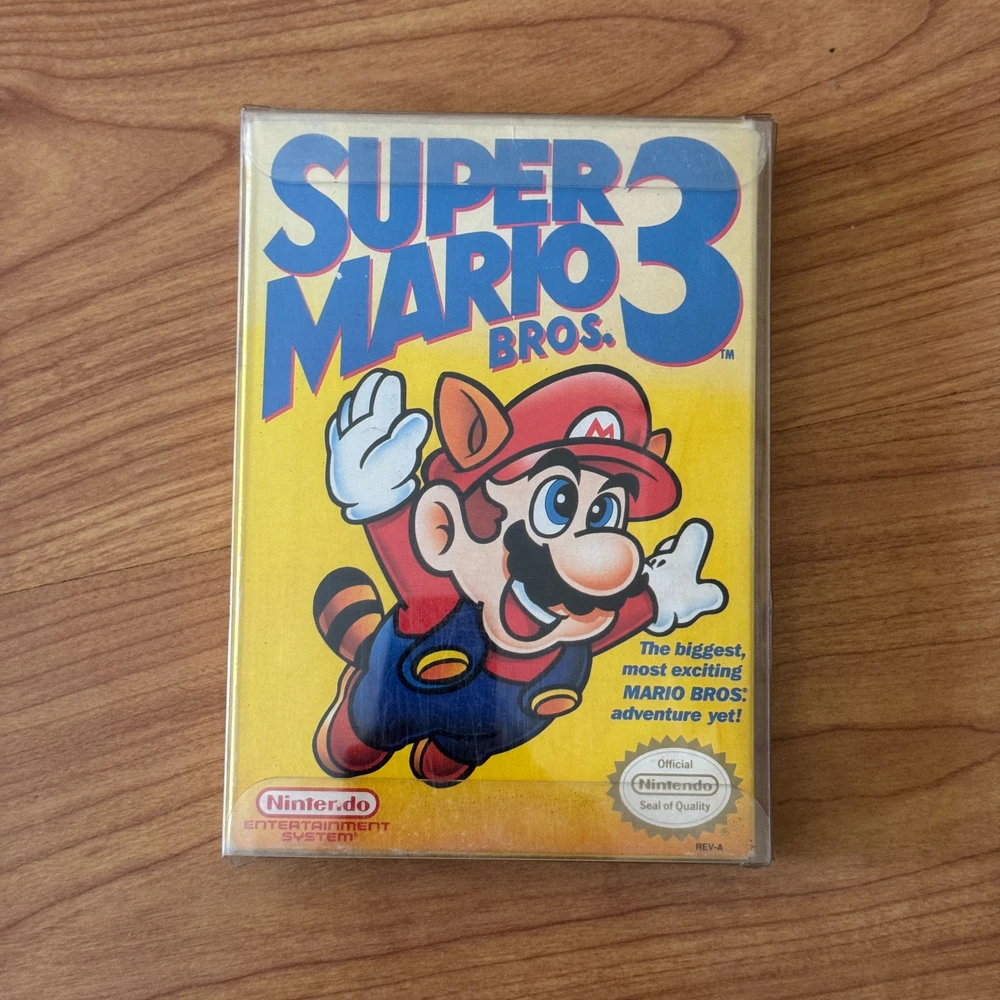 SUPER
MARIO
BROS. 3
TM
M
The biggest,
most exciting
MARIO BROS.
adventure yet!
Official
Nintendo
Seal of Quality
Nintendo
ENTERTAINMENT
SYSTEM®
REV-A